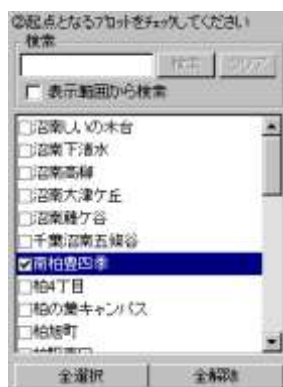 ②起点となるプロットをチェックしてください
検索
検索 クリア
表示範囲から検索
沼南しいの木台
沼南下清水
沼南高柳
沼南大津ケ丘
沼南藤ケ谷
千葉沼南五條谷
南柏豊四季
柏4丁目
柏の葉キャンパス
柏旭町
全選択 全解除